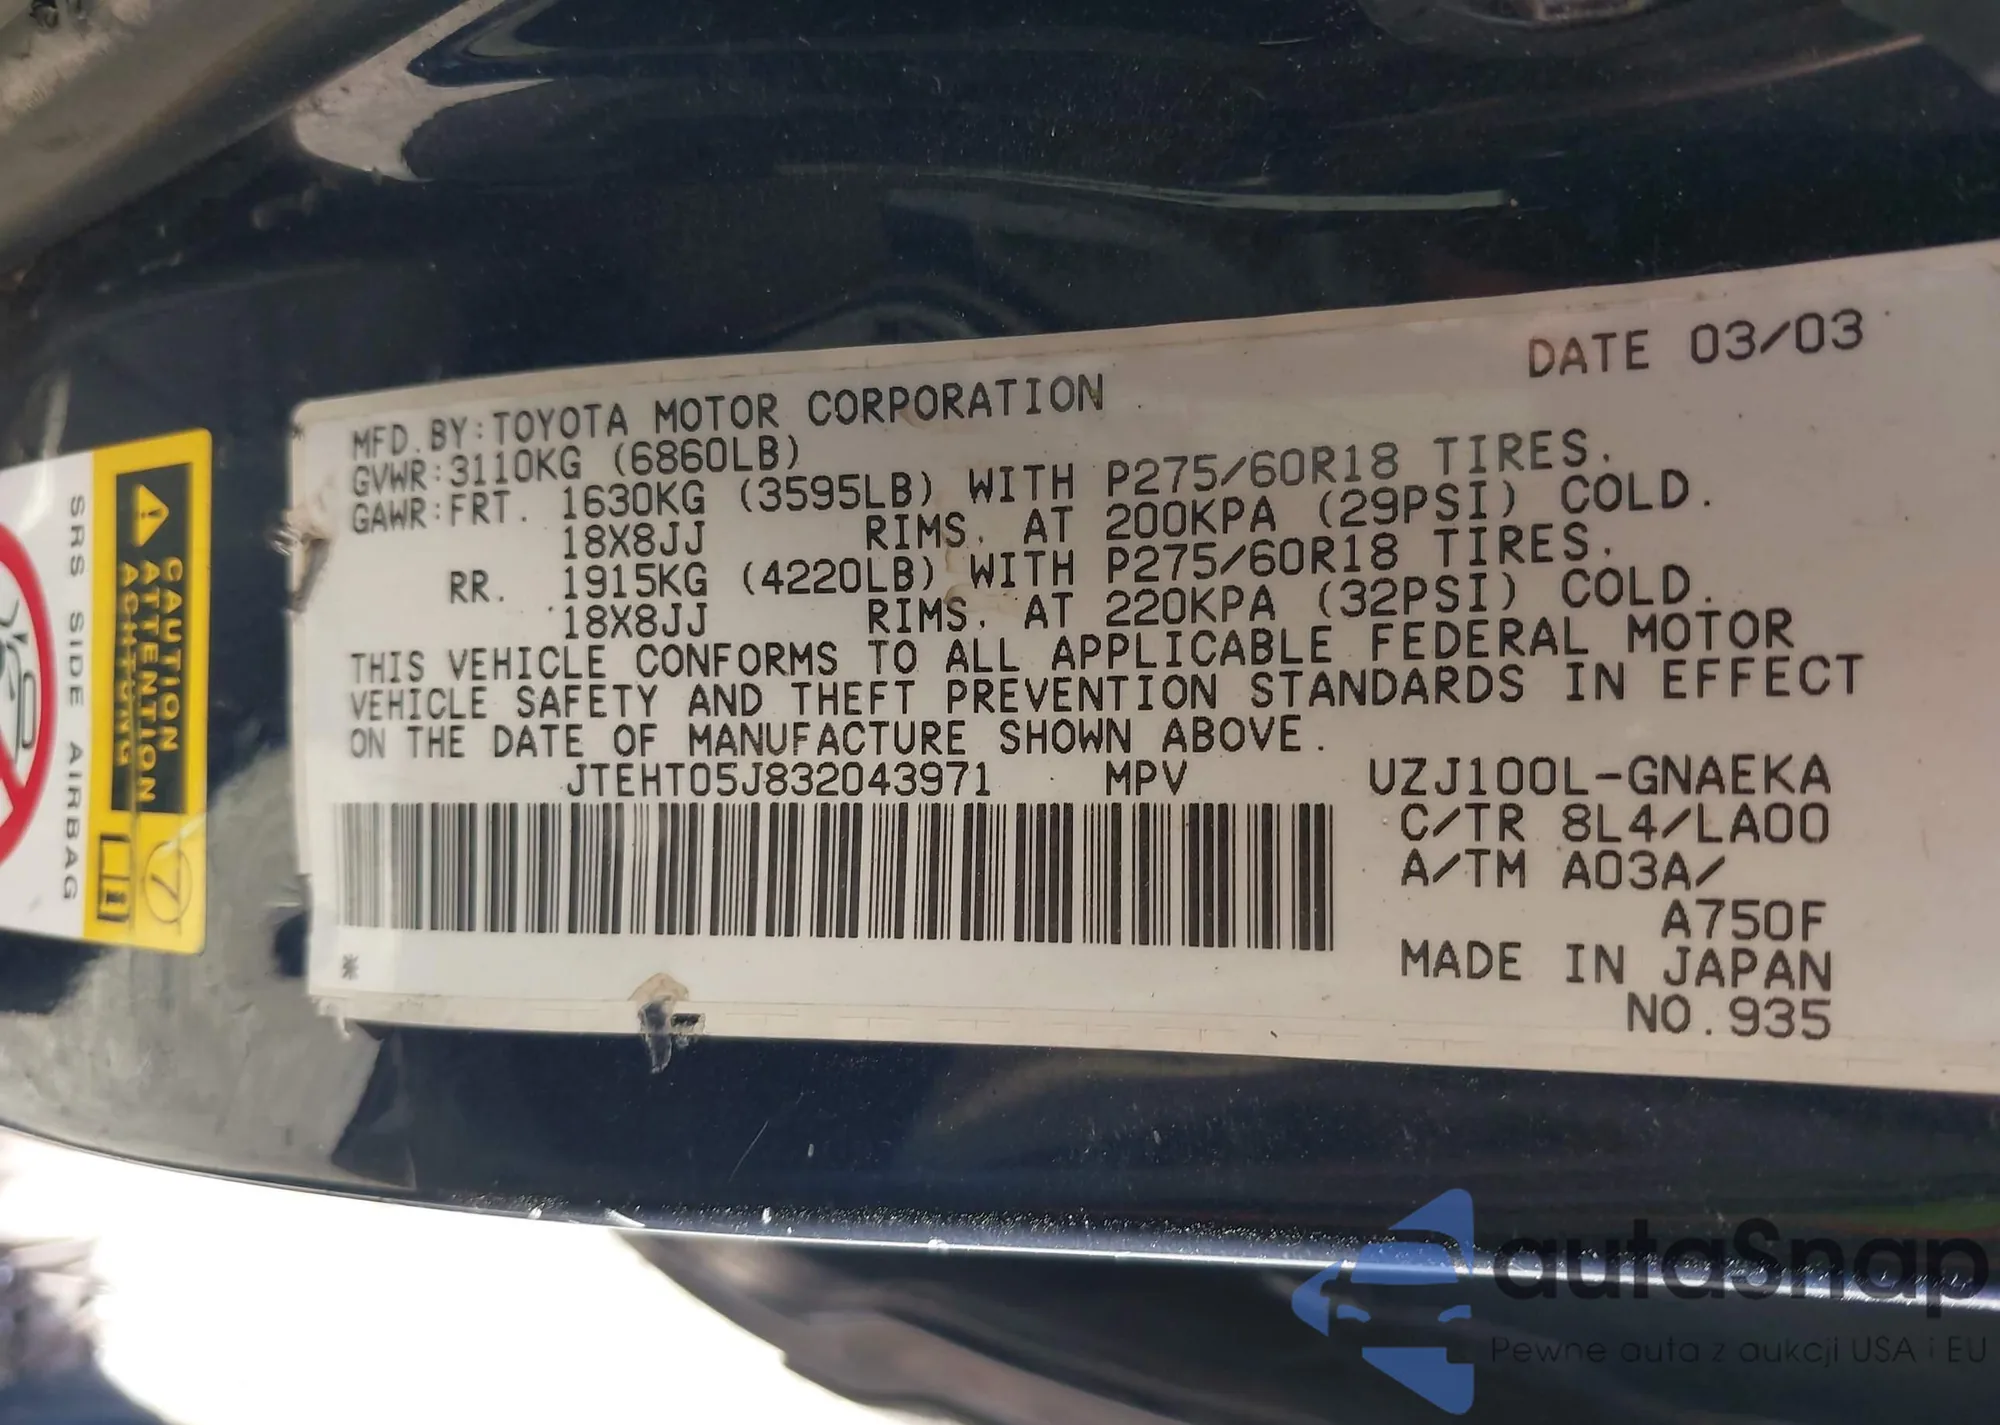 DATE 03/03
MFD.BY:TOYOTA MOTOR CORPORATION
GVWR:3110KG (6860LB)
GAWR:FRT. 1630KG (3595LB) WITH P275/60R18 TIRES.
18X8JJ RIMS. AT 200KPA (29PSI) COLD.
RR. 1915KG (4220LB) WITH P275/60R18 TIRES.
18X8JJ RIMS. AT 220KPA (32PSI) COLD.
THIS VEHICLE CONFORMS TO ALL APPLICABLE FEDERAL MOTOR
VEHICLE SAFETY AND THEFT PREVENTION STANDARDS IN EFFECT
ON THE DATE OF MANUFACTURE SHOWN ABOVE.
JTEHT05J832043971 MPV UZJ100L-GNAEKA
C/TR 8L4/LA00
A/TM A03A/
A750F
MADE IN JAPAN
NO.935
*
CAUTION
ATTENTION
ACHTUNG
SRS SIDE AIRBAG
autaSnap
Pewne auta z aukcji USA i EU